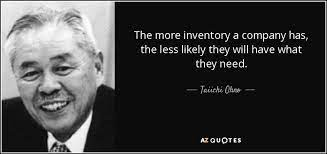 The more inventory a company has,
the less likely they will have what
they need.
Taiichi Ohno
AZ QUOTES